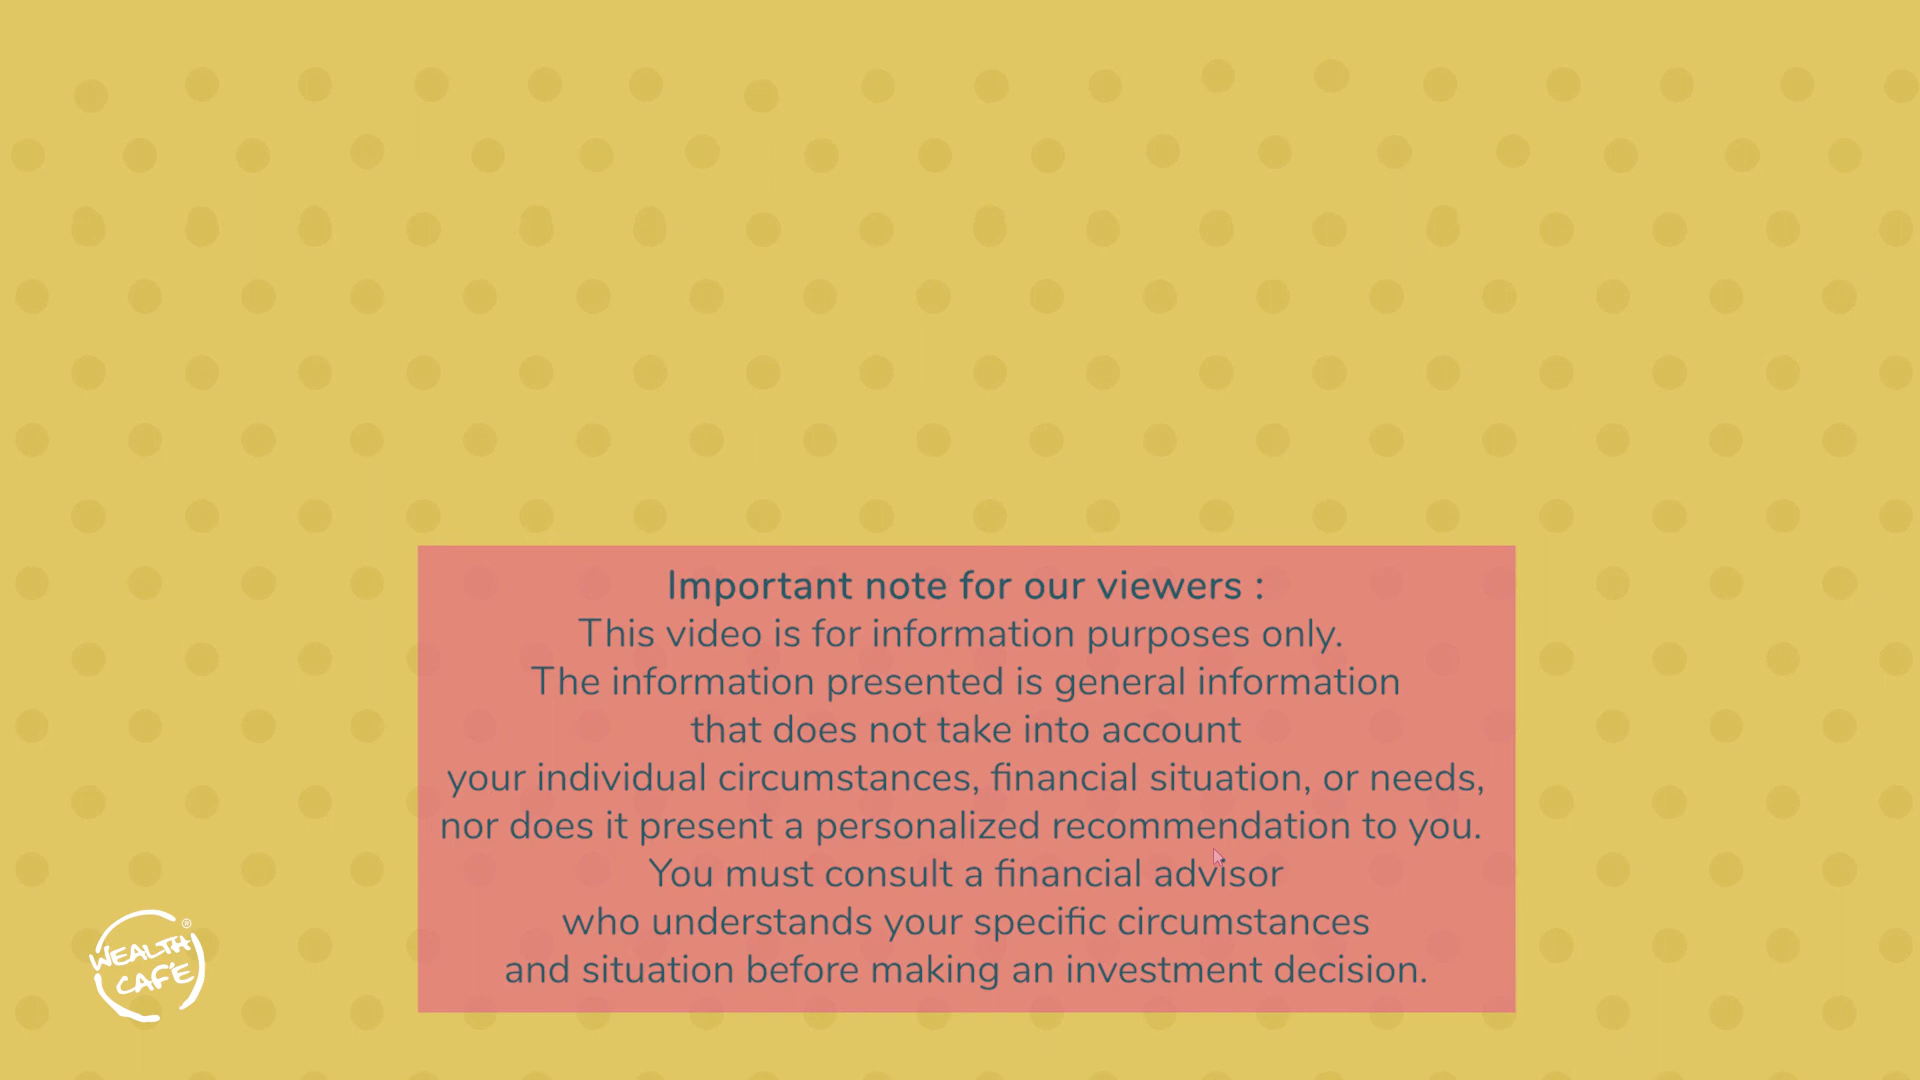 Important note for our viewers :
This video is for information purposes only.
The information presented is general information
that does not take into account
your individual circumstances, financial situation, or needs,
nor does it present a personalized recommendation to you.
You must consult a financial advisor
who understands your specific circumstances
and situation before making an investment decision.
WEALTH ®
CAFE